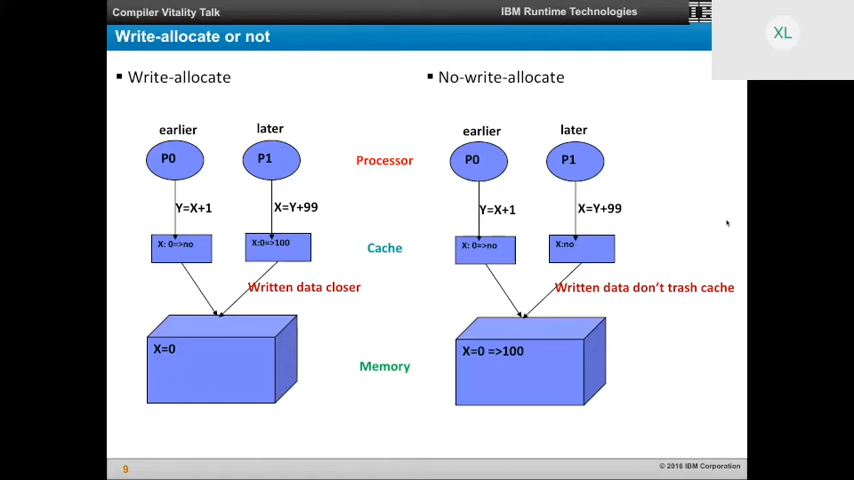 Compiler Vitality Talk
IBM Runtime Technologies
XL
Write-allocate or not
Write-allocate
No-write-allocate
earlier
later
earlier
later
P0
P1
Processor
P0
P1
Y=X+1
X=Y+99
Y=X+1
X=Y+99
X: 0=>no
X:0=>100
Cache
X: 0=>no
X:no
Written data closer
Written data don't trash cache
X=0
X=0 =>100
Memory
9
© 2016 IBM Corporation